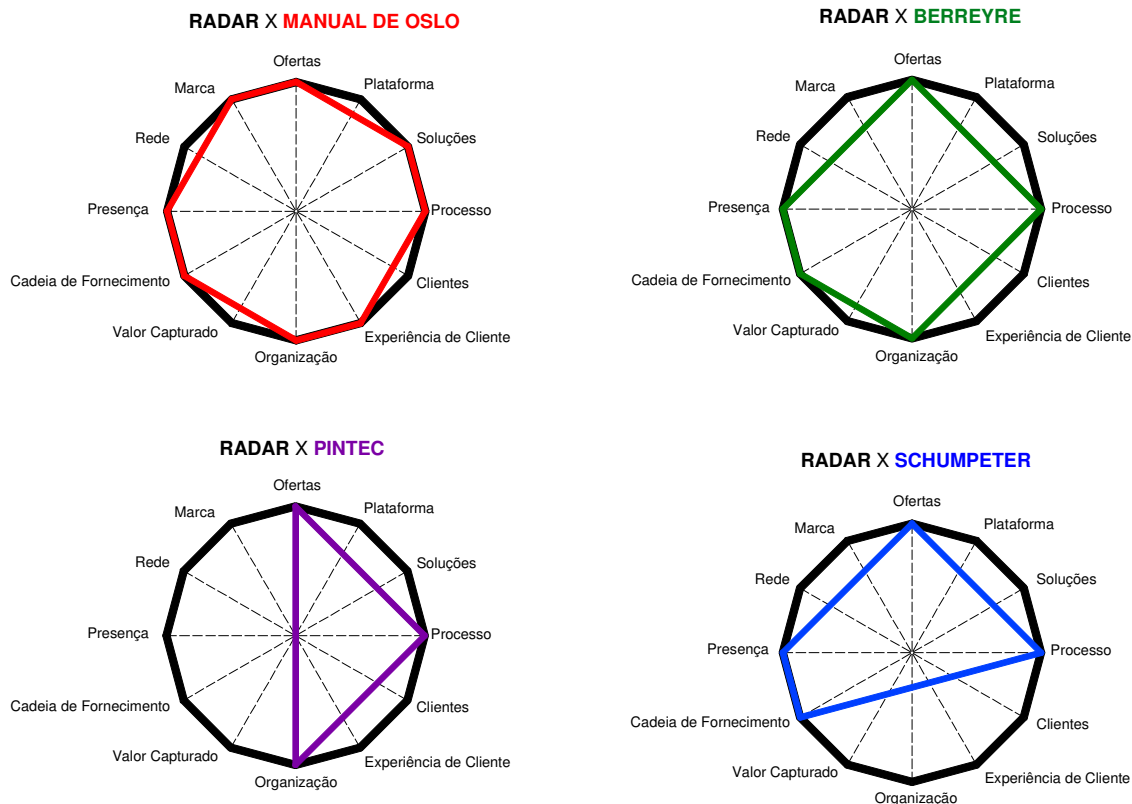 RADAR X MANUAL DE OSLO
Ofertas
Marca
Plataforma
Rede
Soluções
Presença
Processo
Cadeia de Fornecimento
Clientes
Valor Capturado
Experiência de Cliente
Organização
RADAR X BERREYRE
Ofertas
Marca
Plataforma
Rede
Soluções
Presença
Processo
Cadeia de Fornecimento
Clientes
Valor Capturado
Experiência de Cliente
Organização
RADAR X PINTEC
Ofertas
Marca
Plataforma
Rede
Soluções
Presença
Processo
Cadeia de Fornecimento
Clientes
Valor Capturado
Experiência de Cliente
Organização
RADAR X SCHUMPETER
Ofertas
Marca
Plataforma
Rede
Soluções
Presença
Processo
Cadeia de Fornecimento
Clientes
Valor Capturado
Experiência de Cliente
Organização